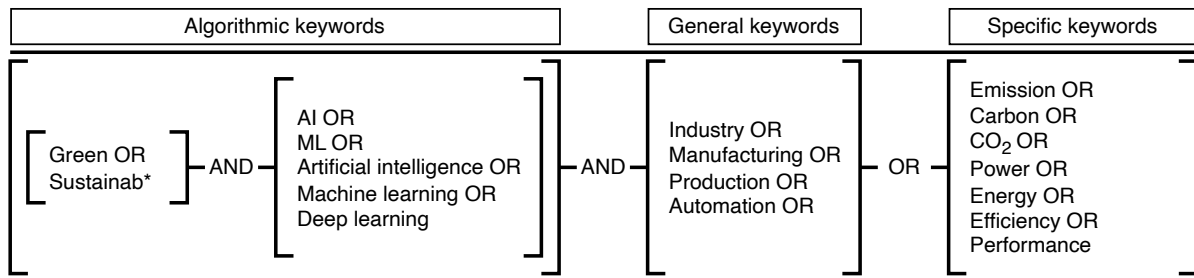 Algorithmic keywords
General keywords
Specific keywords
Green OR
Sustainab*
AND
AI OR
ML OR
Artificial intelligence OR
Machine learning OR
Deep learning
AND
Industry OR
Manufacturing OR
Production OR
Automation OR
OR
Emission OR
Carbon OR
CO₂ OR
Power OR
Energy OR
Efficiency OR
Performance